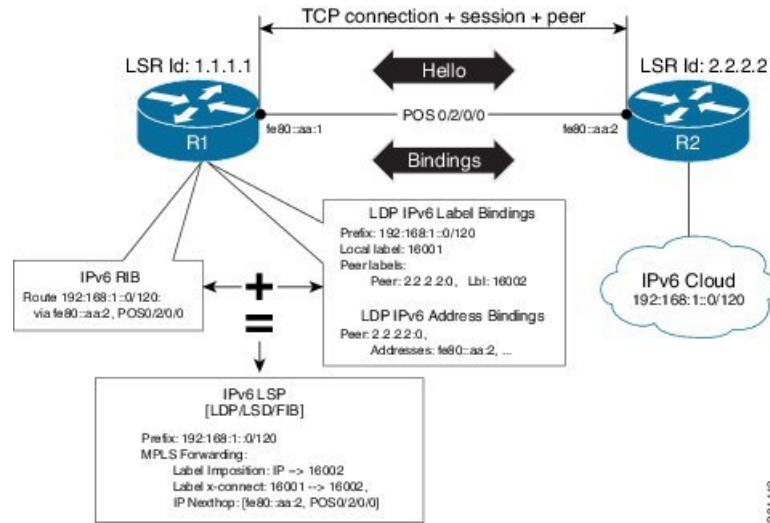 TCP connection + session + peer
LSR Id: 1.1.1.1
LSR Id: 2.2.2.2
Hello
POS 0/2/0/0
fe80::aa:1
fe80::aa:2
R1
R2
Bindings
LDP IPv6 Label Bindings
Prefix: 192:168:1::0/120
Local label: 16001
Peer labels:
Peer: 2.2.2.2:0, Lbl: 16002
LDP IPv6 Address Bindings
Peer: 2.2.2.2:0,
Addresses: fe80::aa:2, ...
IPv6 RIB
Route 192:168:1::0/120:
via fe80::aa:2, POS0/2/0/0
+
=
IPv6 Cloud
192:168:1::0/120
IPv6 LSP
[LDP/LSD/FIB]
Prefix: 192:168:1::0/120
MPLS Forwarding:
Label Imposition: IP --> 16002
Label x-connect: 16001 --> 16002,
IP Nexthop: [fe80::aa:2, POS0/2/0/0]